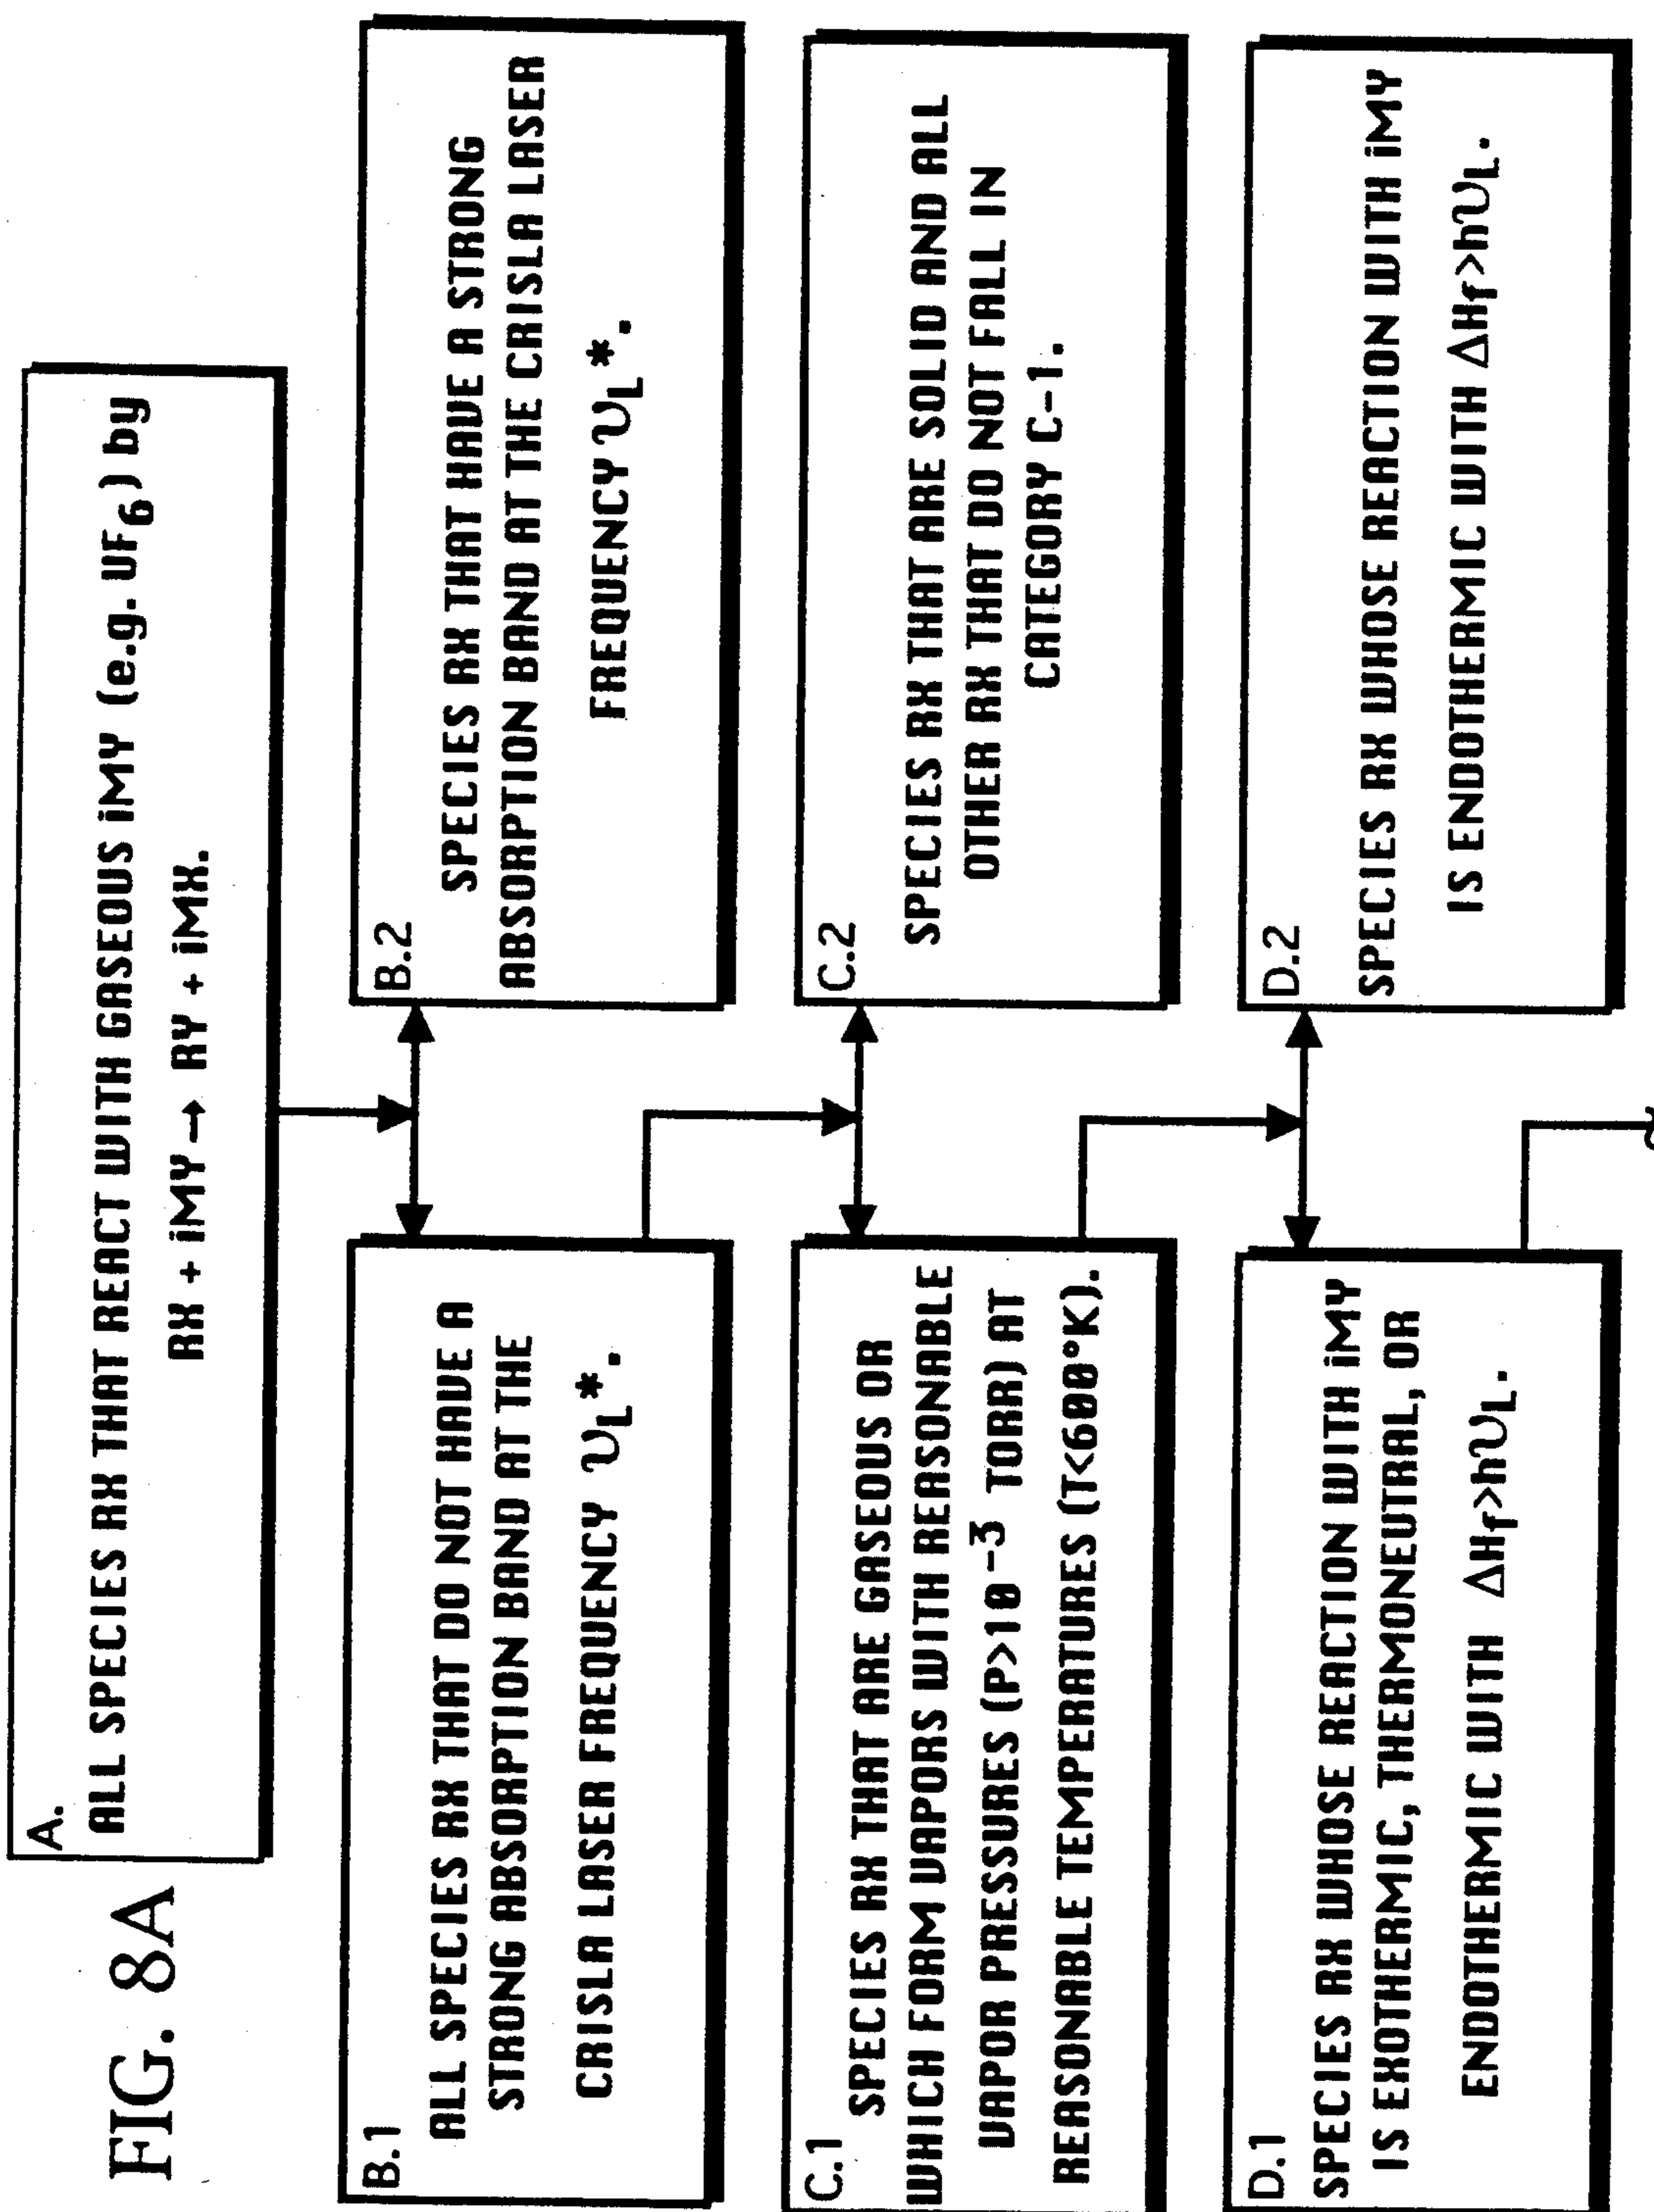 FIG. 8A
A.
ALL SPECIES RX THAT REACT WITH GASEOUS iMY (e.g. UF6) by
RX + iMY → RY + iMX.
B.1
ALL SPECIES RX THAT DO NOT HAVE A
STRONG ABSORPTION BAND AT THE
CRISLA LASER FREQUENCY υL*.
B.2
SPECIES RX THAT HAVE A STRONG
ABSORPTION BAND AT THE CRISLA LASER
FREQUENCY υL*.
C.1
SPECIES RX THAT ARE GASEOUS OR
WHICH FORM VAPORS WITH REASONABLE
VAPOR PRESSURES (P>10⁻³ TORR) AT
REASONABLE TEMPERATURES (T<600°K).
C.2
SPECIES RX THAT ARE SOLID AND ALL
OTHER RX THAT DO NOT FALL IN
CATEGORY C-1.
D.1
SPECIES RX WHOSE REACTION WITH iMY
IS EXOTHERMIC, THERMONEUTRAL, OR
ENDOTHERMIC WITH ΔHf>hυL.
D.2
SPECIES RX WHOSE REACTION WITH iMY
IS ENDOTHERMIC WITH ΔHf>hυL.